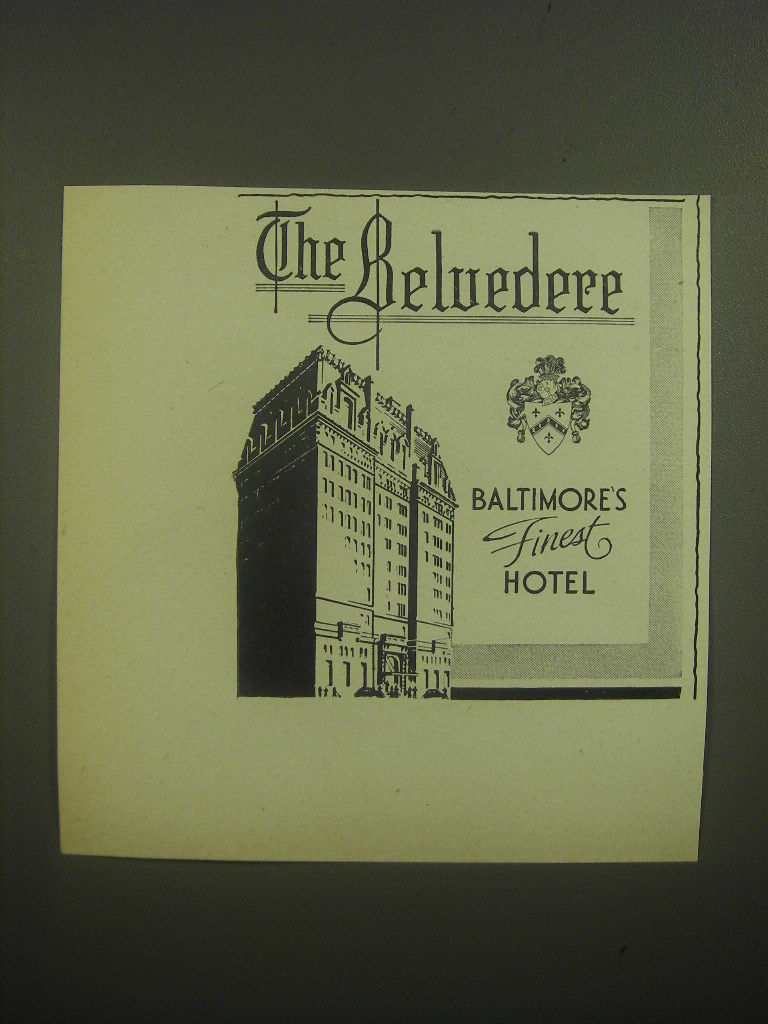 The Belvedere
BALTIMORE'S
Finest
HOTEL